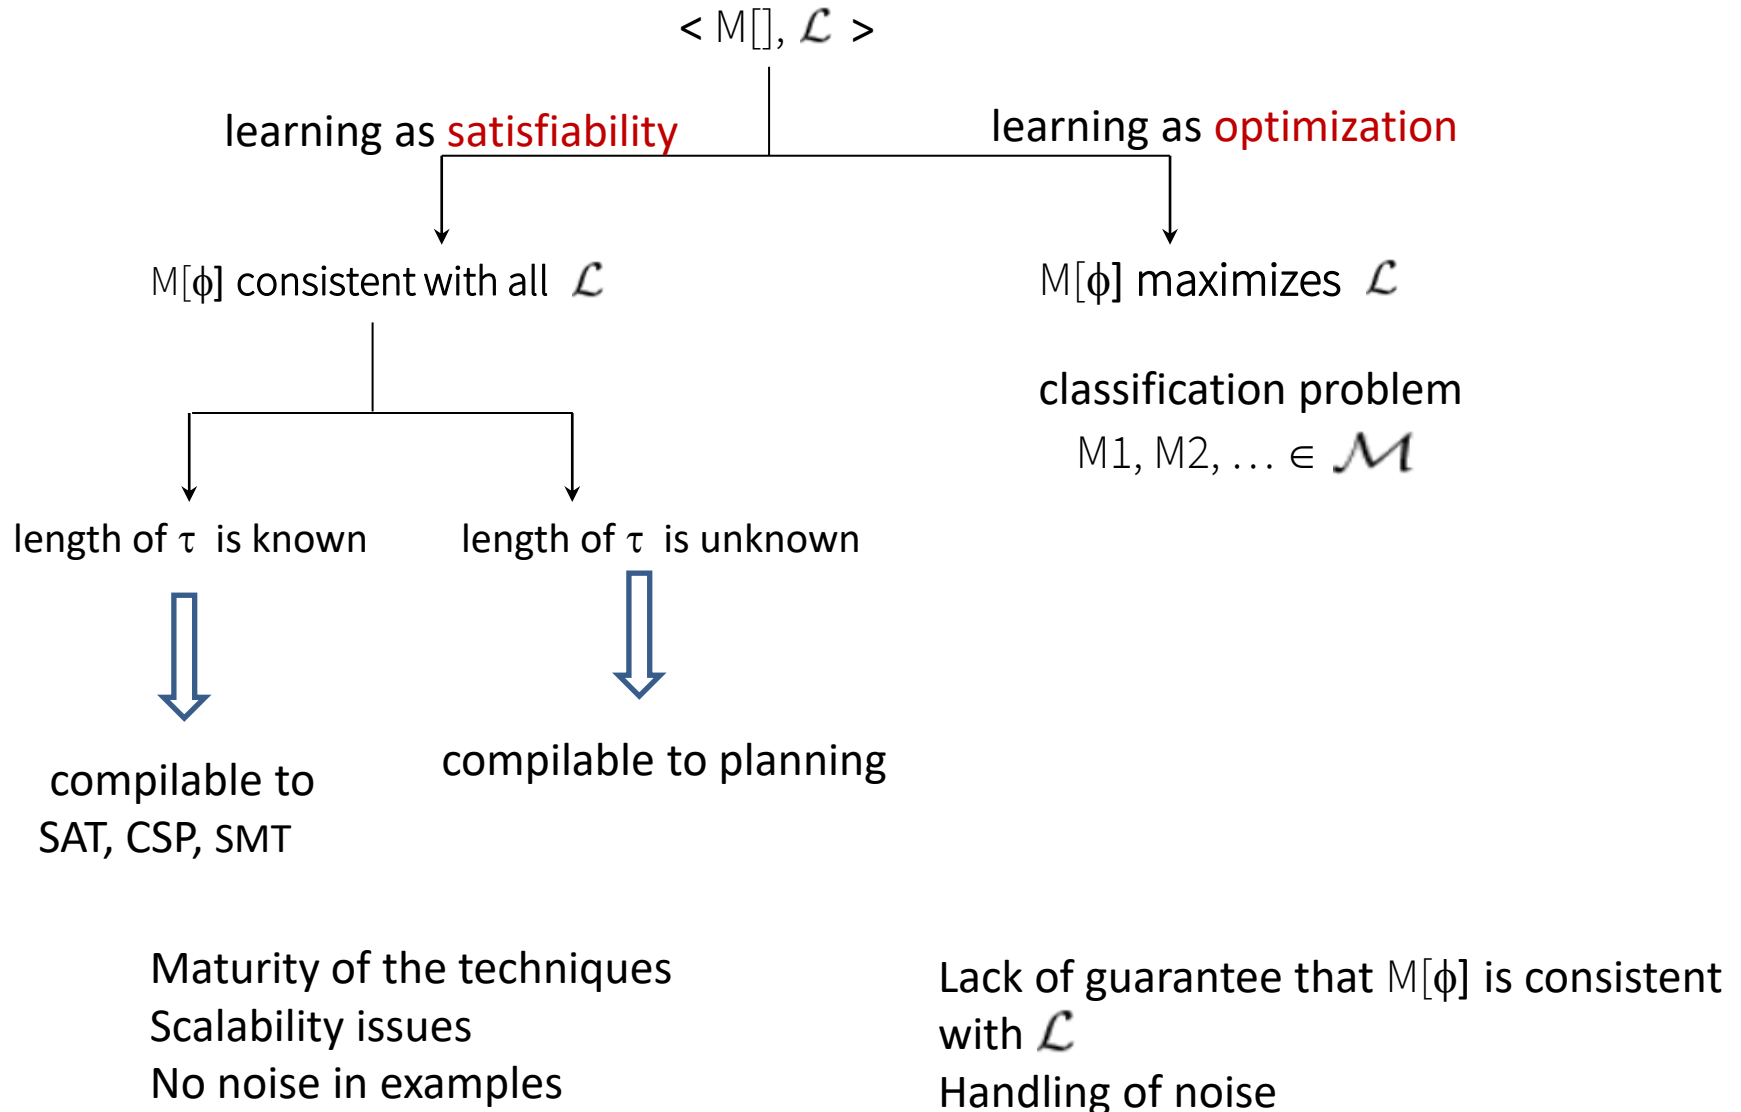 < M[], ℒ >
learning as satisfiability
learning as optimization
M[ϕ] consistent with all ℒ
M[ϕ] maximizes ℒ
classification problem
M1, M2, … ∈ ℳ
length of τ is known
length of τ is unknown
compilable to planning
compilable to
SAT, CSP, SMT
Maturity of the techniques
Scalability issues
No noise in examples
Lack of guarantee that M[ϕ] is consistent
with ℒ
Handling of noise